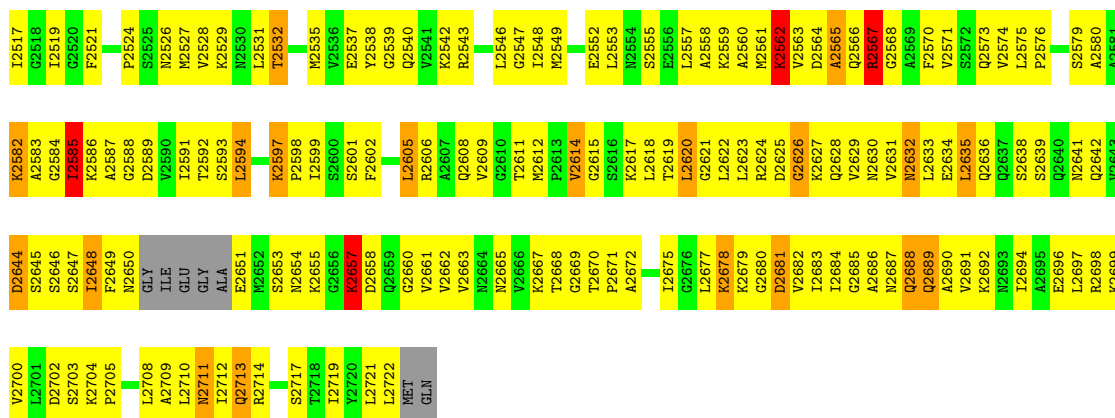 I2517 G2518 I2519 G2520 F2521 P2524 S2525 N2526 M2527 V2528 K2529 N2530 L2531 T2532 M2535 V2536 E2537 Y2538 G2539 Q2540 V2541 K2542 R2543 L2546 G2547 I2548 M2549 E2552 L2553 N2554 S2555 E2556 L2557 A2558 K2559 A2560 M2561 K2562 V2563 D2564 A2565 Q2566 R2567 G2568 A2569 F2570 V2571 S2572 Q2573 V2574 L2575 P2576 S2579 A2580 A2581
K2582 A2583 G2584 I2585 K2586 A2587 G2588 D2589 V2590 I2591 T2592 S2593 L2594 K2597 P2598 I2599 S2600 S2601 F2602 L2605 R2606 A2607 Q2608 V2609 G2610 T2611 M2612 P2613 V2614 G2615 S2616 K2617 L2618 T2619 L2620 G2621 L2622 L2623 R2624 D2625 G2626 K2627 Q2628 V2629 N2630 V2631 N2632 L2633 E2634 L2635 Q2636 Q2637 S2638 S2639 Q2640 N2641 Q2642 V2643
D2644 S2645 S2646 S2647 I2648 F2649 N2650 GLY ILE GLU GLY ALA E2651 M2652 S2653 N2654 K2655 G2656 K2657 D2658 Q2659 G2660 V2661 V2662 V2663 N2664 N2665 V2666 K2667 T2668 G2669 T2670 P2671 A2672 I2675 G2676 L2677 K2678 K2679 G2680 D2681 V2682 I2683 I2684 G2685 A2686 N2687 Q2688 Q2689 A2690 V2691 K2692 N2693 I2694 A2695 E2696 L2697 R2698 K2699
V2700 L2701 D2702 S2703 K2704 P2705 L2708 A2709 L2710 N2711 I2712 Q2713 R2714 S2717 T2718 I2719 Y2720 L2721 L2722 MET GLN